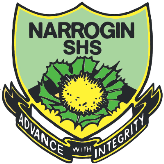 NARROGIN
SHS
ADVANCE WITH INTEGRITY